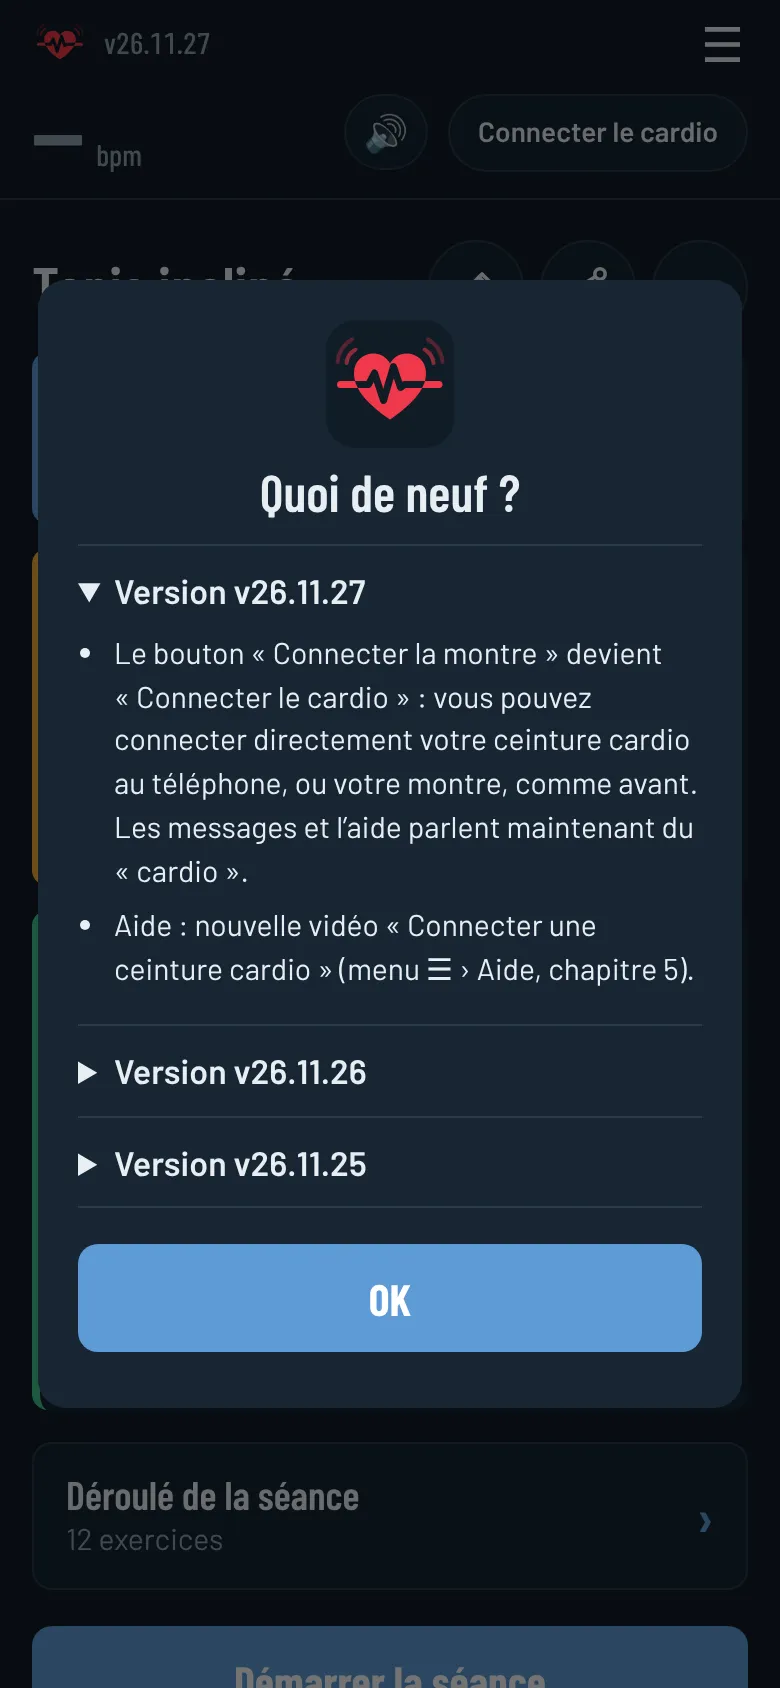 v26.11.27
bpm
Connecter le cardio
Quoi de neuf ?
Version v26.11.27
• Le bouton « Connecter la montre » devient
« Connecter le cardio » : vous pouvez
connecter directement votre ceinture cardio
au téléphone, ou votre montre, comme avant.
Les messages et l’aide parlent maintenant du
« cardio ».
• Aide : nouvelle vidéo « Connecter une
ceinture cardio » (menu ☰ › Aide, chapitre 5).
Version v26.11.26
Version v26.11.25
OK
Déroulé de la séance
12 exercices
Démarrer la séance